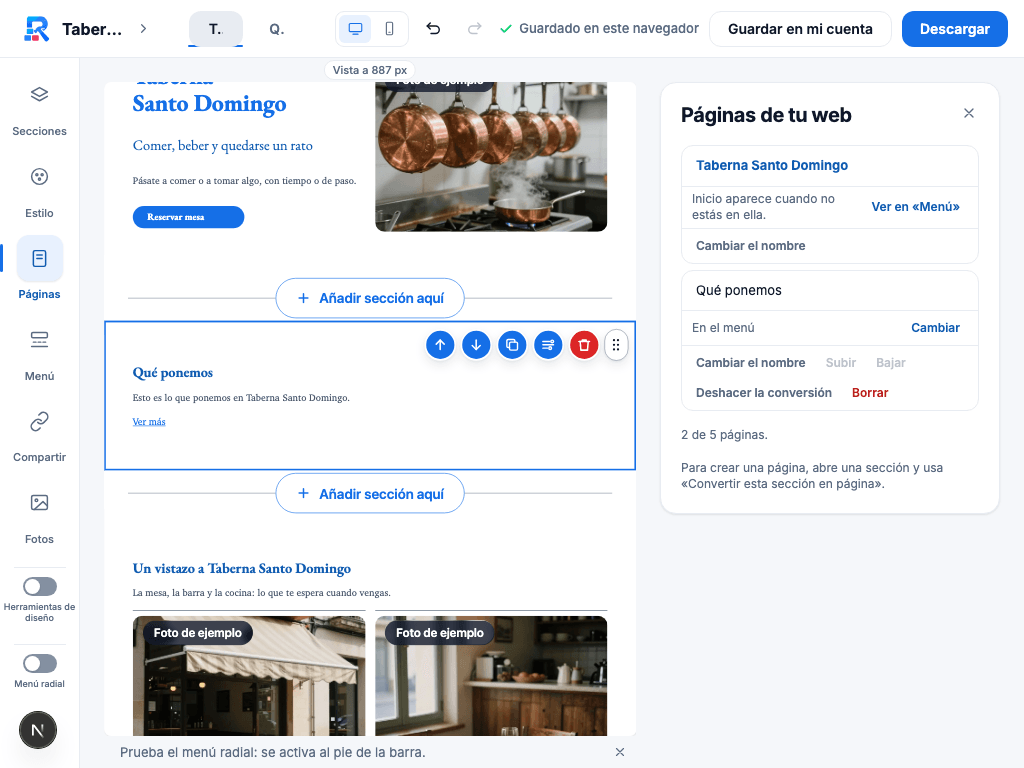 Taber...
T..
Q.
Guardado en este navegador
Guardar en mi cuenta
Descargar
Vista a 887 px
Secciones
Estilo
Páginas
Menú
Compartir
Fotos
Herramientas de
diseño
Menú radial
N
Santo Domingo
Comer, beber y quedarse un rato
Pásate a comer o a tomar algo, con tiempo o de paso.
Reservar mesa
Añadir sección aquí
Qué ponemos
Esto es lo que ponemos en Taberna Santo Domingo.
Ver más
Añadir sección aquí
Un vistazo a Taberna Santo Domingo
La mesa, la barra y la cocina: lo que te espera cuando vengas.
Foto de ejemplo
Foto de ejemplo
Prueba el menú radial: se activa al pie de la barra.
Páginas de tu web
Taberna Santo Domingo
Inicio aparece cuando no
estás en ella.
Ver en «Menú»
Cambiar el nombre
Qué ponemos
En el menú
Cambiar
Cambiar el nombre Subir Bajar
Deshacer la conversión Borrar
2 de 5 páginas.
Para crear una página, abre una sección y usa
«Convertir esta sección en página».